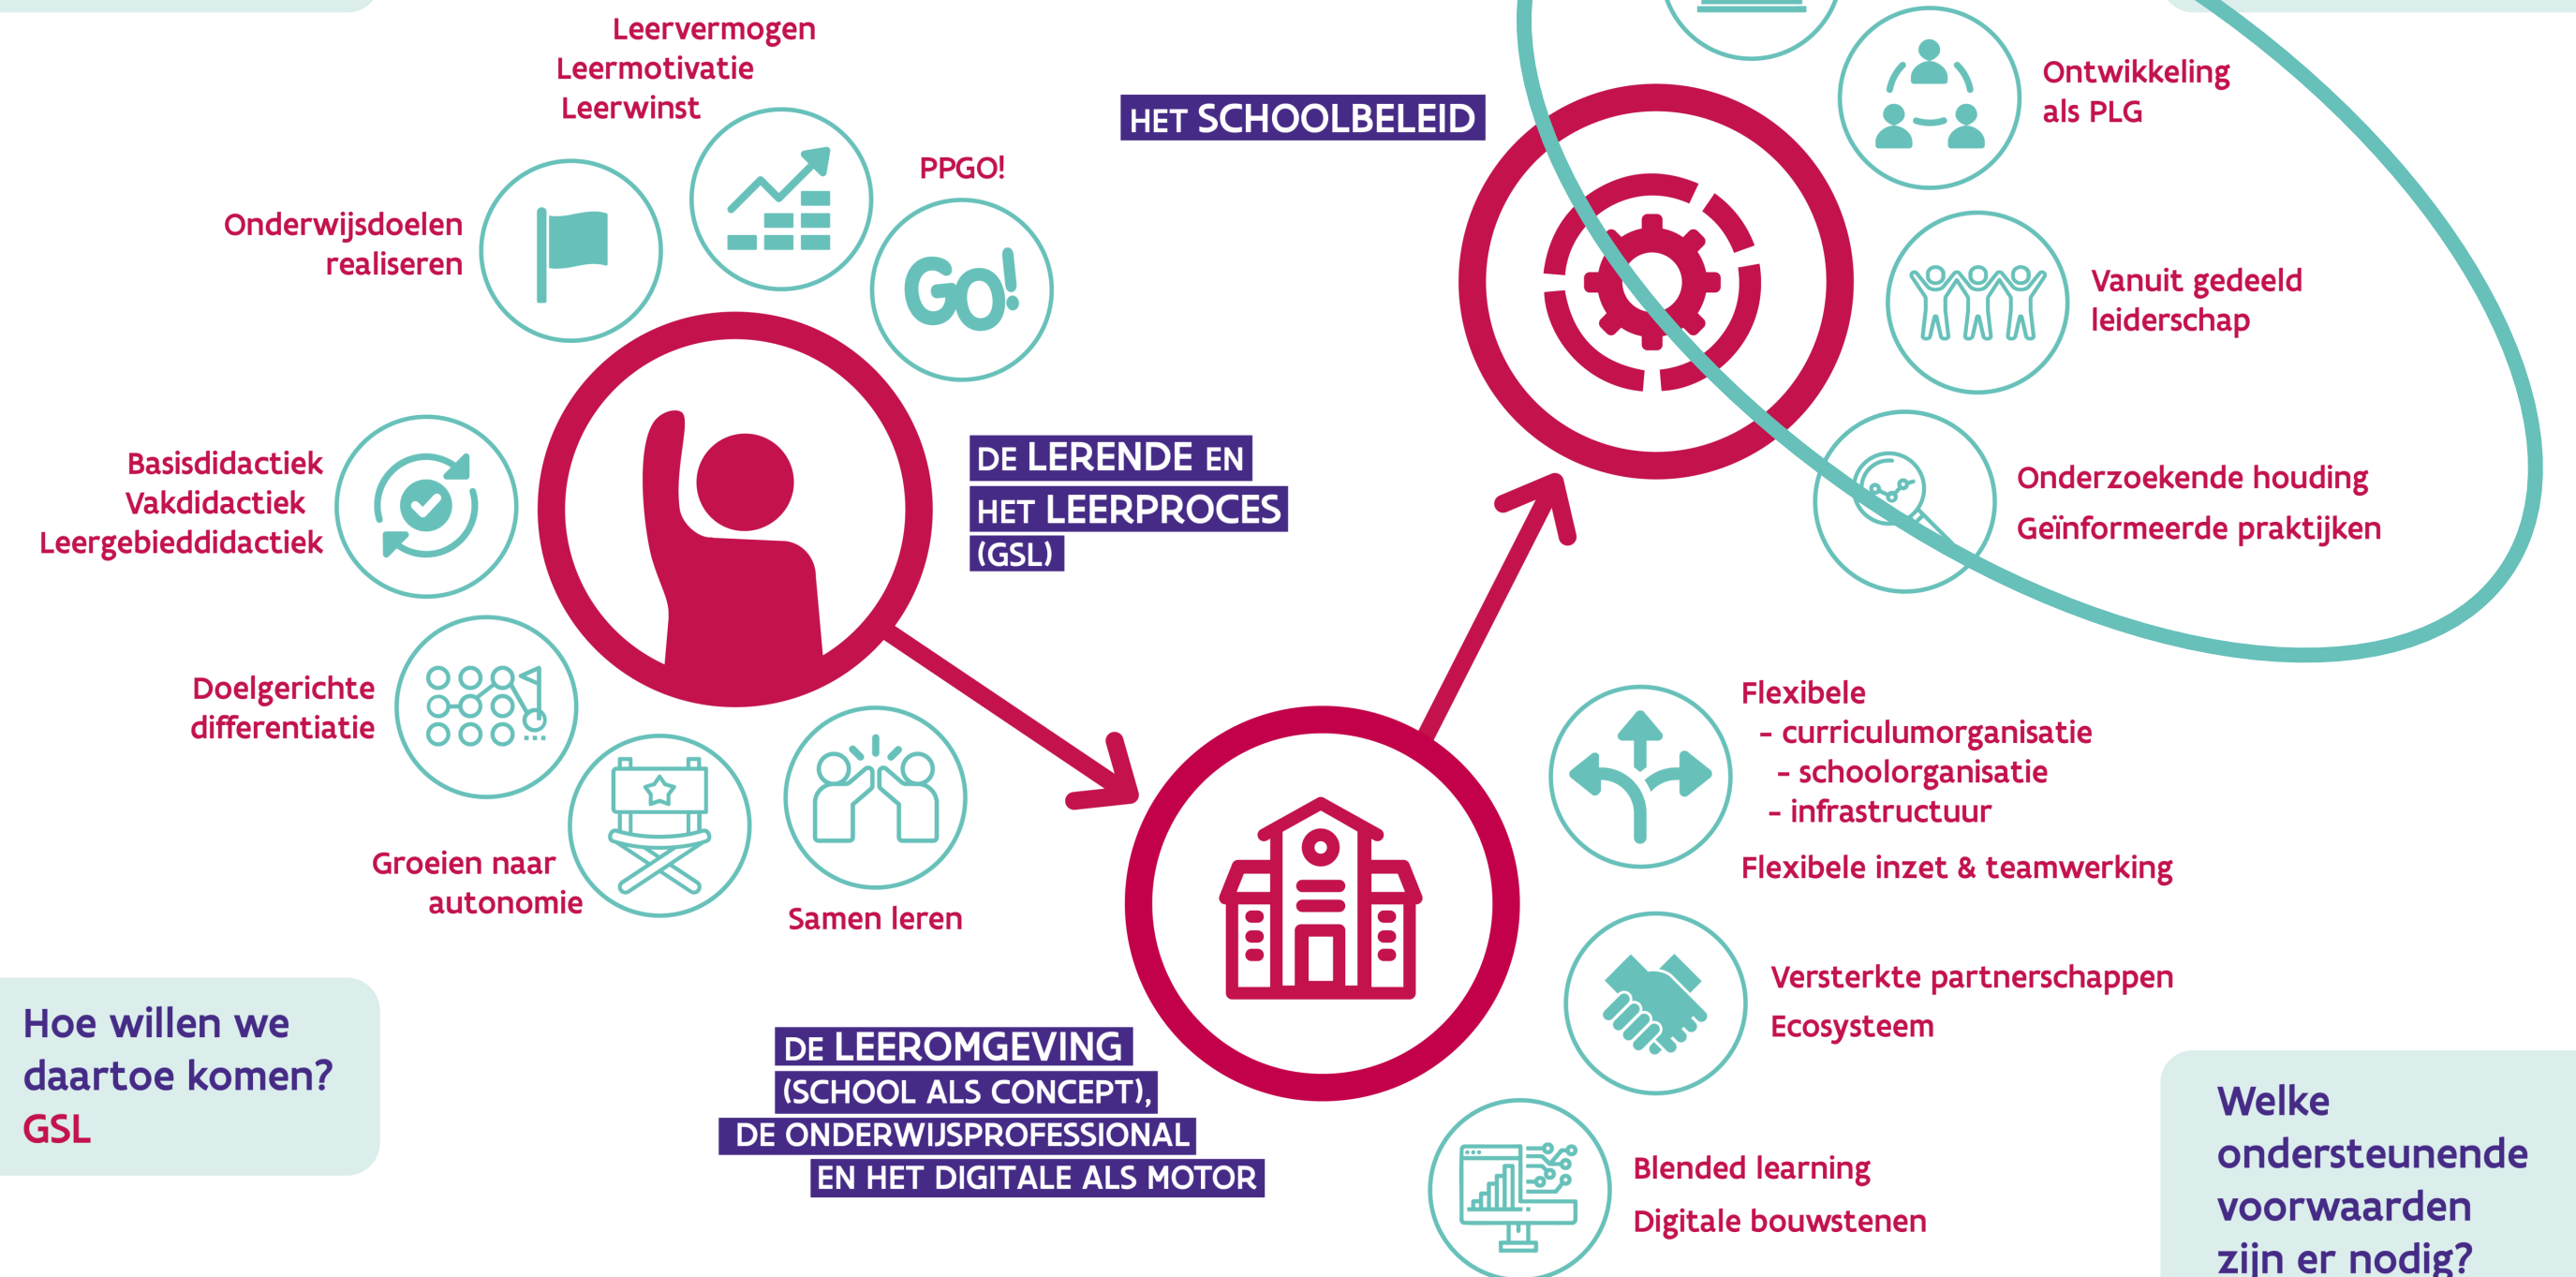 Leervermogen
Leermotivatie
Leerwinst
PPGO!
GO!
Onderwijsdoelen
realiseren
Basisdidactiek
Vakdidactiek
Leergebieddidactiek
Doelgerichte
differentiatie
Groeien naar
autonomie
Samen leren
DE LERENDE EN
HET LEERPROCES
(GSL)
HET SCHOOLBELEID
Ontwikkeling
als PLG
Vanuit gedeeld
leiderschap
Onderzoekende houding
Geïnformeerde praktijken
Flexibele
- curriculumorganisatie
- schoolorganisatie
- infrastructuur
Flexibele inzet & teamwerking
Versterkte partnerschappen
Ecosysteem
Blended learning
Digitale bouwstenen
DE LEEROMGEVING
(SCHOOL ALS CONCEPT),
DE ONDERWIJSPROFESSIONAL
EN HET DIGITALE ALS MOTOR
Hoe willen we
daartoe komen?
GSL
Welke
ondersteunende
voorwaarden
zijn er nodig?